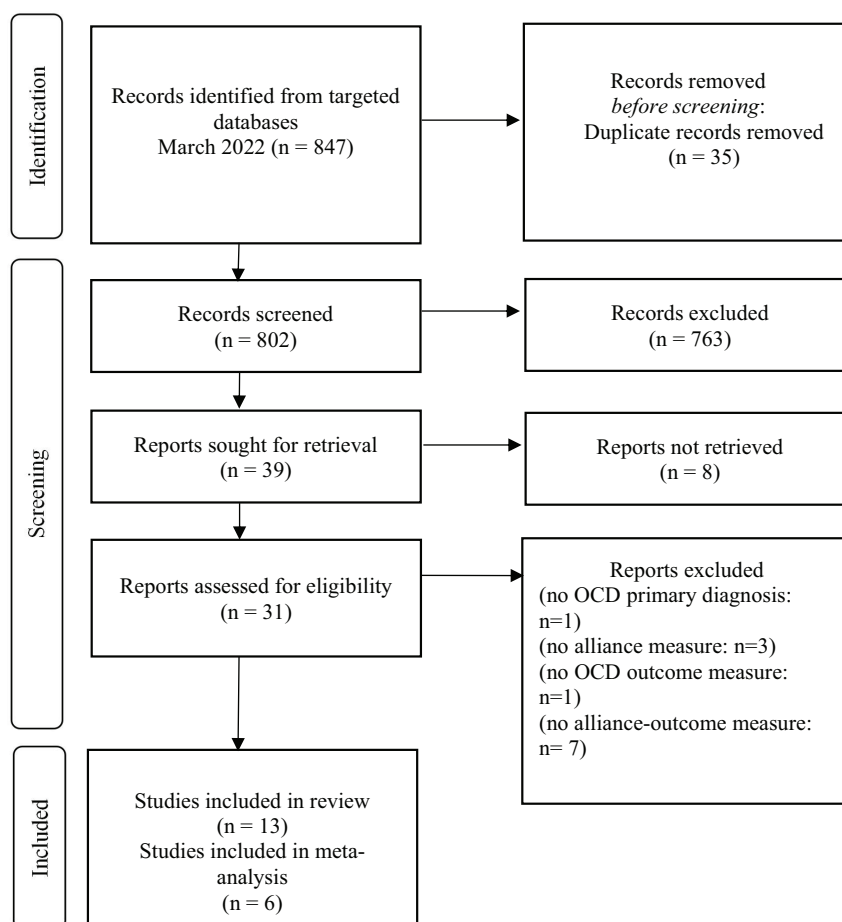 Identification
Records identified from targeted
databases
March 2022 (n = 847)
Records removed
before screening:
Duplicate records removed
(n = 35)
Screening
Records screened
(n = 802)
Records excluded
(n = 763)
Reports sought for retrieval
(n = 39)
Reports not retrieved
(n = 8)
Reports assessed for eligibility
(n = 31)
Reports excluded
(no OCD primary diagnosis:
n=1)
(no alliance measure: n=3)
(no OCD outcome measure:
n=1)
(no alliance-outcome measure:
n= 7)
Included
Studies included in review
(n = 13)
Studies included in meta-
analysis
(n = 6)